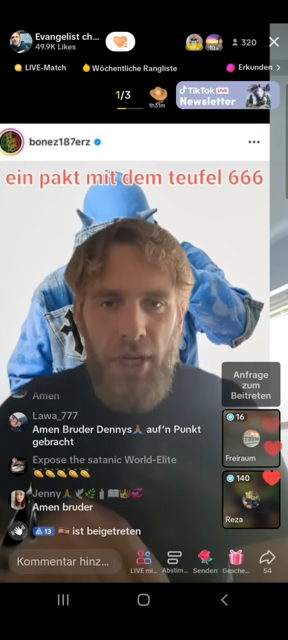 Evangelist ch...
49.9K Likes
10+
320
LIVE-Match
Wöchentliche Rangliste
Erkunden
1/3
1h31m
TikTok LIVE
Newsletter
bonez187erz
ein pakt mit dem teufel 666
Anfrage
zum
Beitreten
Amen
Lawa_777
Amen Bruder Dennys🙏 auf'n Punkt
gebracht
16
Freiraum
Expose the satanic World-Elite
Jenny
Amen bruder
140
Reza
13 ist beigetreten
Kommentar hinz...
LIVE mi...
Abstim...
Senden
Gesche...
54